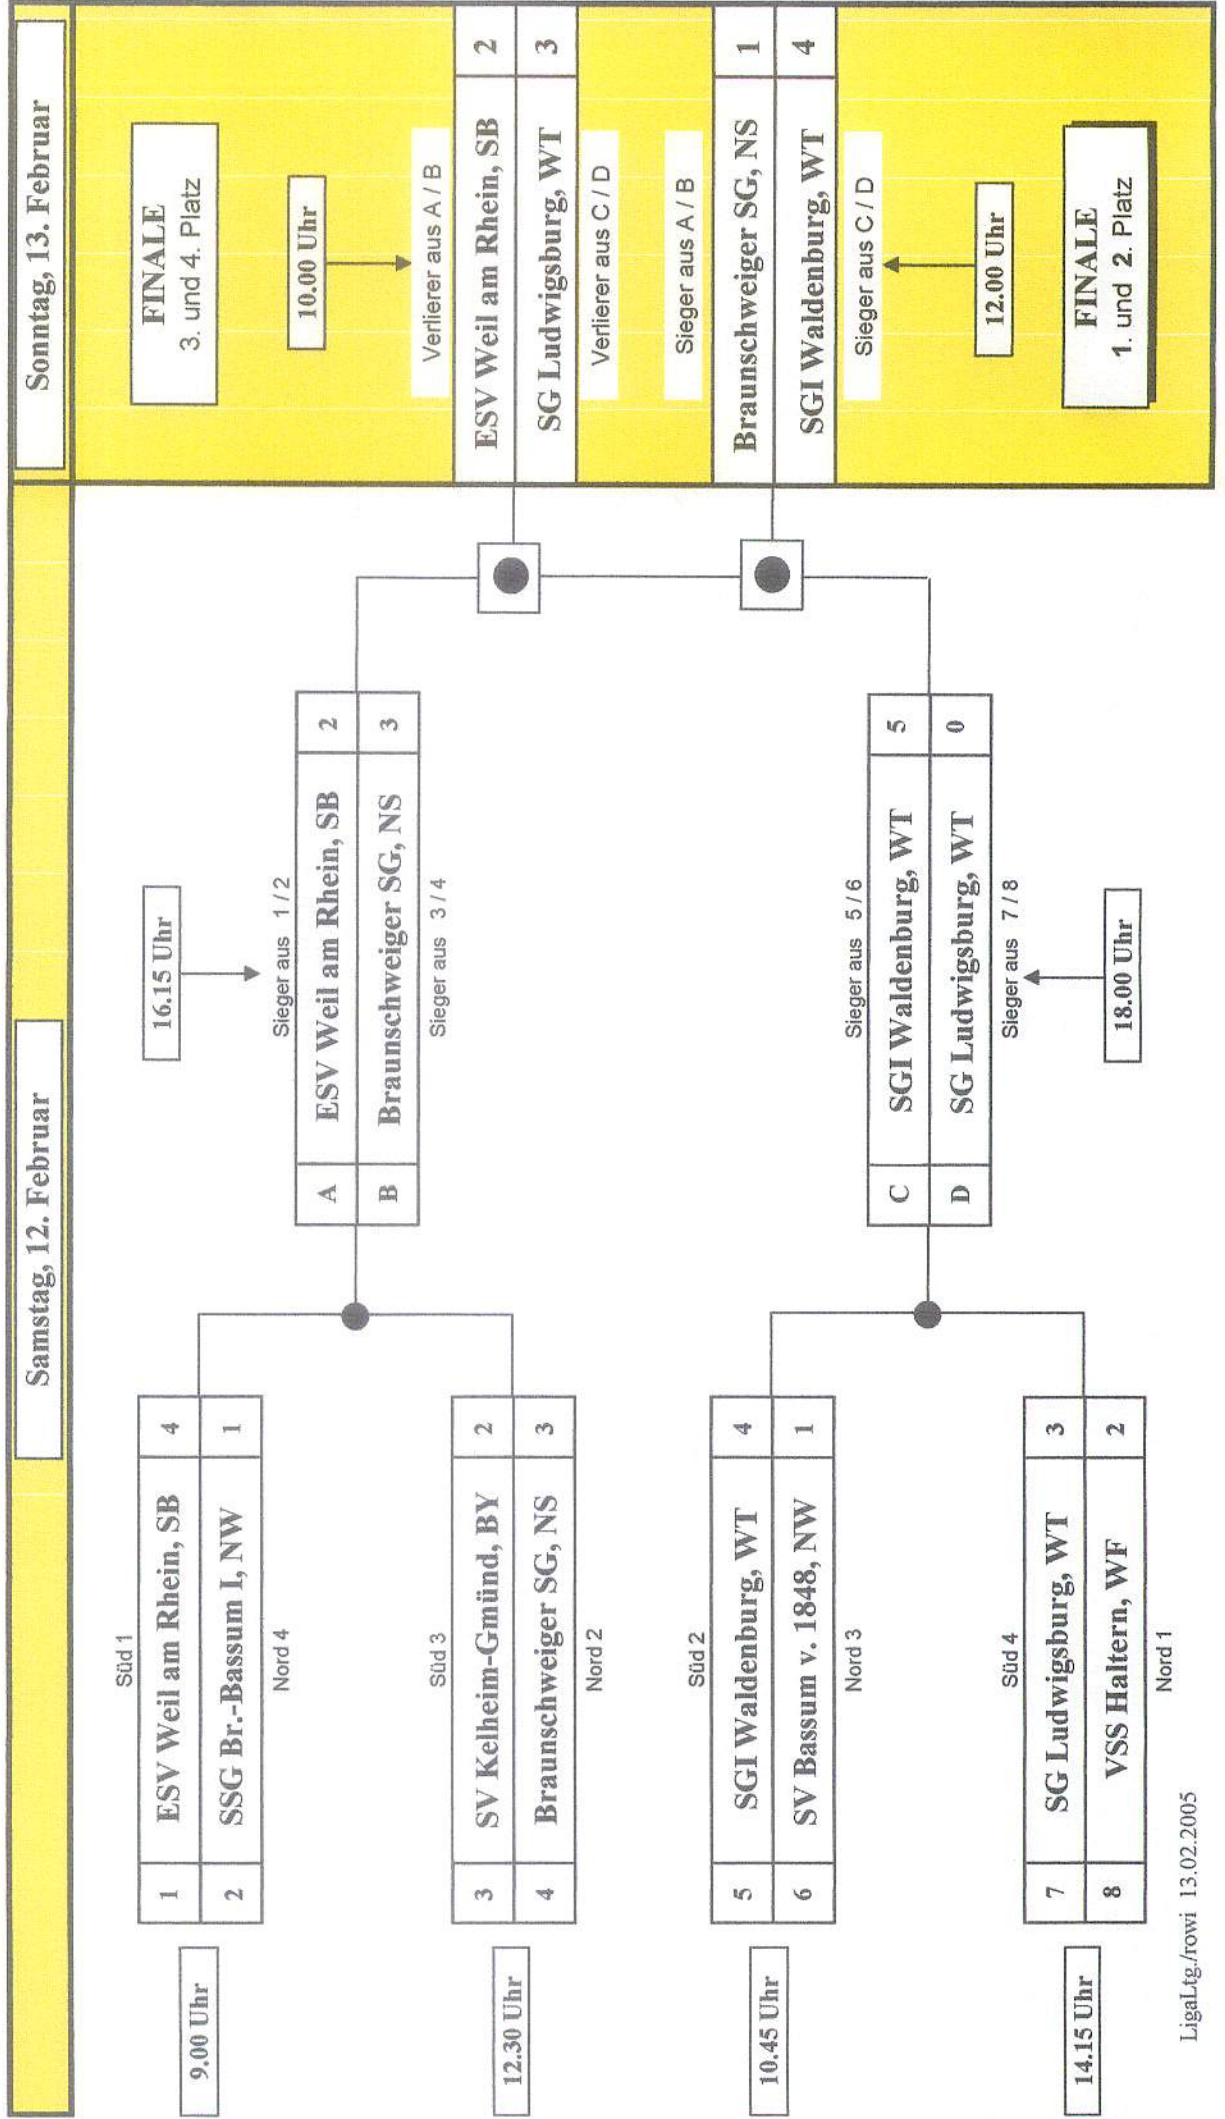 Samstag, 12. Februar
Sonntag, 13. Februar
9.00 Uhr
Süd 1
1 ESV Weil am Rhein, SB 4
2 SSG Br.-Bassum I, NW 1
Nord 4
12.30 Uhr
Süd 3
3 SV Kelheim-Gmünd, BY 2
4 Braunschweiger SG, NS 3
Nord 2
10.45 Uhr
Süd 2
5 SGI Waldenburg, WT 4
6 SV Bassum v. 1848, NW 1
Nord 3
14.15 Uhr
Süd 4
7 SG Ludwigsburg, WT 3
8 VSS Haltern, WF 2
Nord 1
16.15 Uhr
Sieger aus 1 / 2
A ESV Weil am Rhein, SB 2
B Braunschweiger SG, NS 3
Sieger aus 3 / 4
Sieger aus 5 / 6
C SGI Waldenburg, WT 5
D SG Ludwigsburg, WT 0
Sieger aus 7 / 8
18.00 Uhr
FINALE
3. und 4. Platz
10.00 Uhr
Verlierer aus A / B
ESV Weil am Rhein, SB 2
SG Ludwigsburg, WT 3
Verlierer aus C / D
Sieger aus A / B
Braunschweiger SG, NS 1
SGI Waldenburg, WT 4
Sieger aus C / D
12.00 Uhr
FINALE
1. und 2. Platz
LigaLtg./rowi 13.02.2005